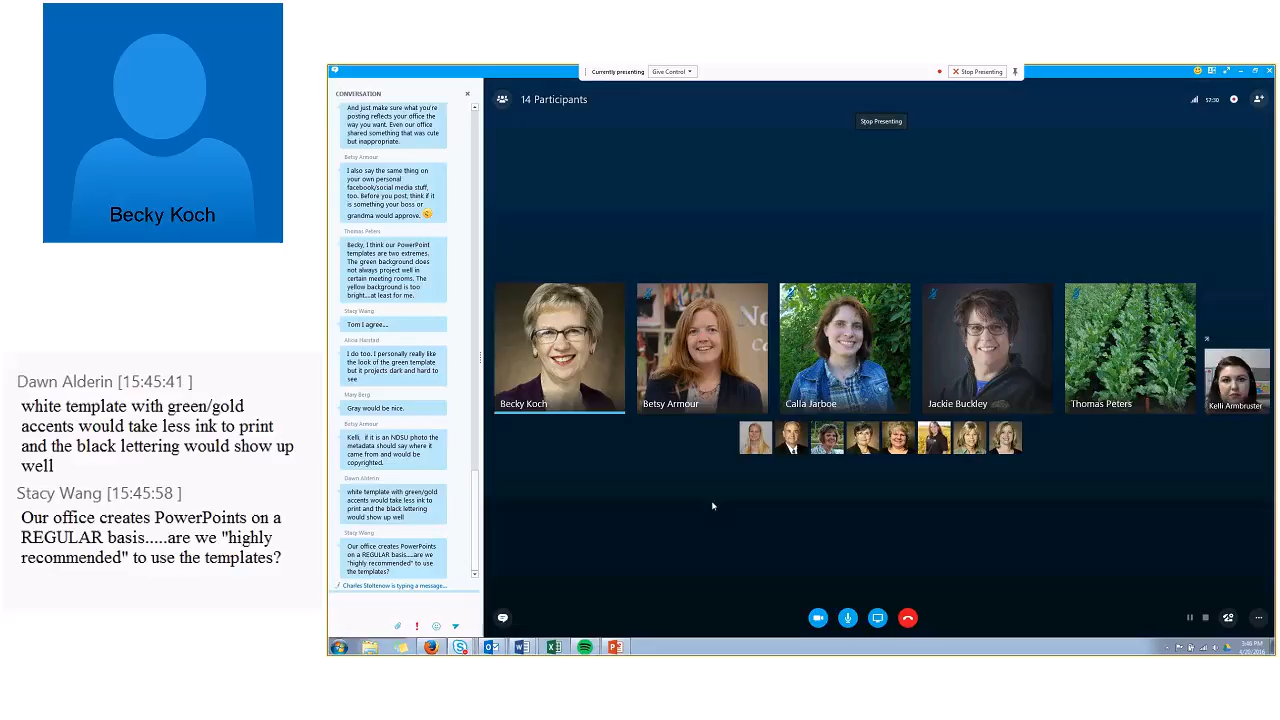 Becky Koch
Dawn Alderin [15:45:41 ]
white template with green/gold
accents would take less ink to print
and the black lettering would show up
well
Stacy Wang [15:45:58 ]
Our office creates PowerPoints on a
REGULAR basis.....are we "highly
recommended" to use the templates?
Currently presenting
Give Control
Stop Presenting
CONVERSATION
And just make sure what you're
posting reflects your office the
way you want. Even our office
shared something that was cute
but inappropriate.
Betsy Armour
I also say the same thing on
your own personal
facebook/social media stuff,
too. Before you post, think if it
is something your boss or
grandma would approve.
Thomas Peters
Becky, I think our PowerPoint
templates are two extremes.
The green background does
not always project well in
certain meeting rooms. The
yellow background is too
bright....at least for me.
Stacy Wang
Tom I agree....
Alicia Harstad
I do too. I personally really like
the look of the green template
but it projects dark and hard to
see
Mary Berg
Gray would be nice.
Betsy Armour
Kelli, if it is an NDSU photo the
metadata should say where it
came from and would be
copyrighted.
Dawn Alderin
white template with green/gold
accents would take less ink to
print and the black lettering
would show up well
Stacy Wang
Our office creates PowerPoints
on a REGULAR basis.....are we
"highly recommended" to use
the templates?
Charles Stoltenow is typing a message...
14 Participants
57:30
Stop Presenting
Becky Koch
Betsy Armour
Calla Jarboe
Jackie Buckley
Thomas Peters
Kelli Armbruster
3:46 PM
4/20/2016